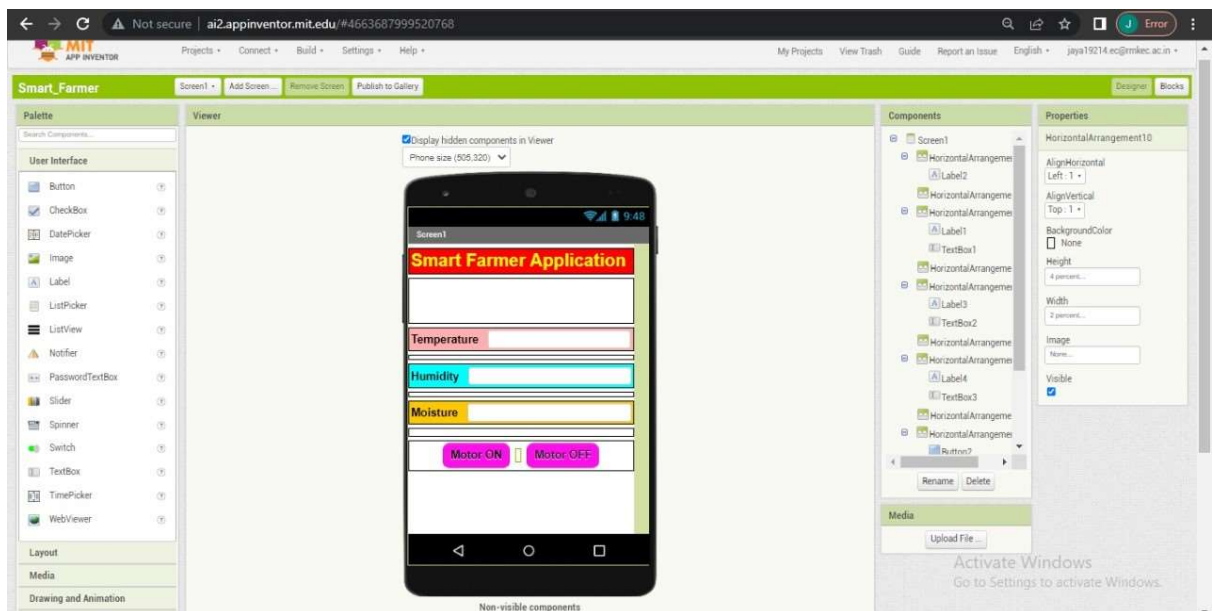 Not secure | ai2.appinventor.mit.edu/#4663687999520768
J Error
MIT
APP INVENTOR
Projects Connect Build Settings Help
My Projects View Trash Guide Report an Issue English jaya19214.ec@rmkec.ac.in
Smart_Farmer
Screen1 Add Screen ... Remove Screen Publish to Gallery
Designer Blocks
Palette
Search Components...
User Interface
Button
CheckBox
DatePicker
Image
Label
ListPicker
ListView
Notifier
PasswordTextBox
Slider
Spinner
Switch
TextBox
TimePicker
WebViewer
Layout
Media
Drawing and Animation
Viewer
Display hidden components in Viewer
Phone size (505,320)
9:48
Screen1
Smart Farmer Application
Temperature
Humidity
Moisture
Motor ON Motor OFF
Non-visible components
Components
Screen1
HorizontalArrangeme
Label2
HorizontalArrangeme
HorizontalArrangeme
Label1
TextBox1
HorizontalArrangeme
HorizontalArrangeme
Label3
TextBox2
HorizontalArrangeme
HorizontalArrangeme
Label4
TextBox3
HorizontalArrangeme
HorizontalArrangeme
Button2
Rename Delete
Media
Upload File ...
Properties
HorizontalArrangement10
AlignHorizontal
Left : 1
AlignVertical
Top : 1
BackgroundColor
None
Height
4 percent...
Width
2 percent...
Image
None...
Visible
Activate Windows
Go to Settings to activate Windows.